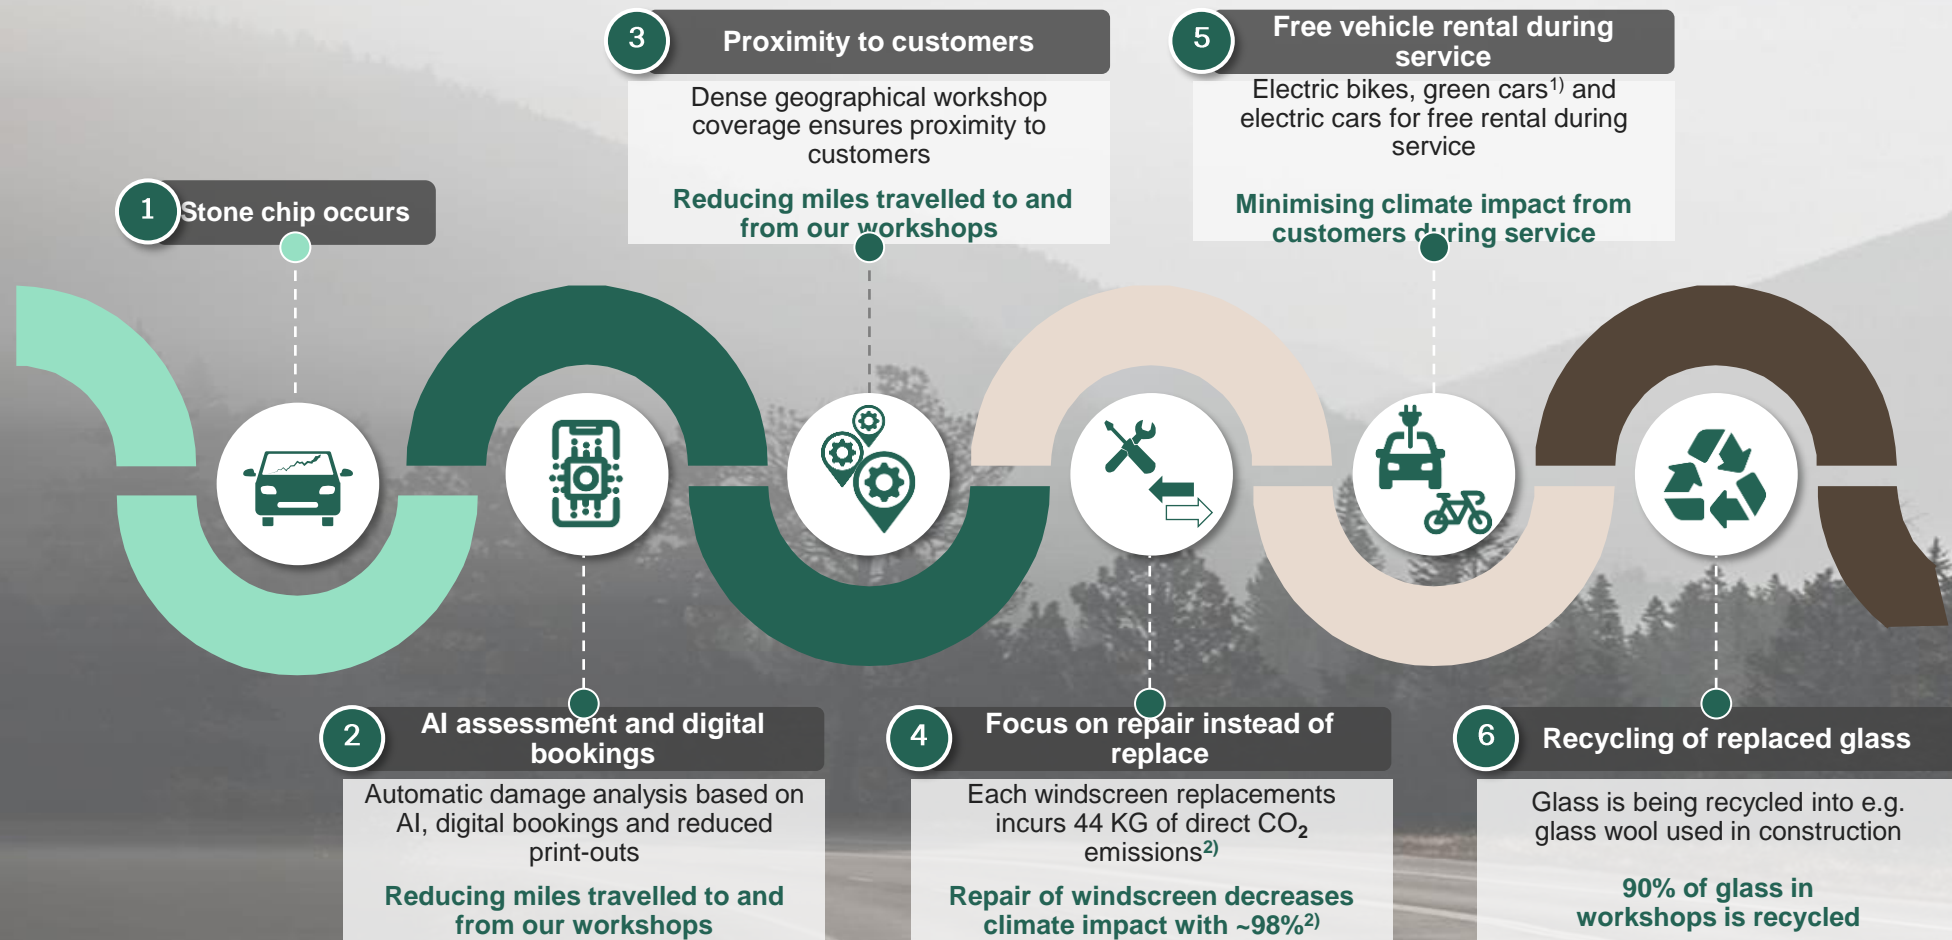 1
Stone chip occurs
2
AI assessment and digital
bookings
Automatic damage analysis based on
AI, digital bookings and reduced
print-outs
Reducing miles travelled to and
from our workshops
3
Proximity to customers
Dense geographical workshop
coverage ensures proximity to
customers
Reducing miles travelled to and
from our workshops
4
Focus on repair instead of
replace
Each windscreen replacements
incurs 44 KG of direct CO₂
emissions²⁾
Repair of windscreen decreases
climate impact with ~98%²⁾
5
Free vehicle rental during
service
Electric bikes, green cars¹⁾ and
electric cars for free rental during
service
Minimising climate impact from
customers during service
6
Recycling of replaced glass
Glass is being recycled into e.g.
glass wool used in construction
90% of glass in
workshops is recycled